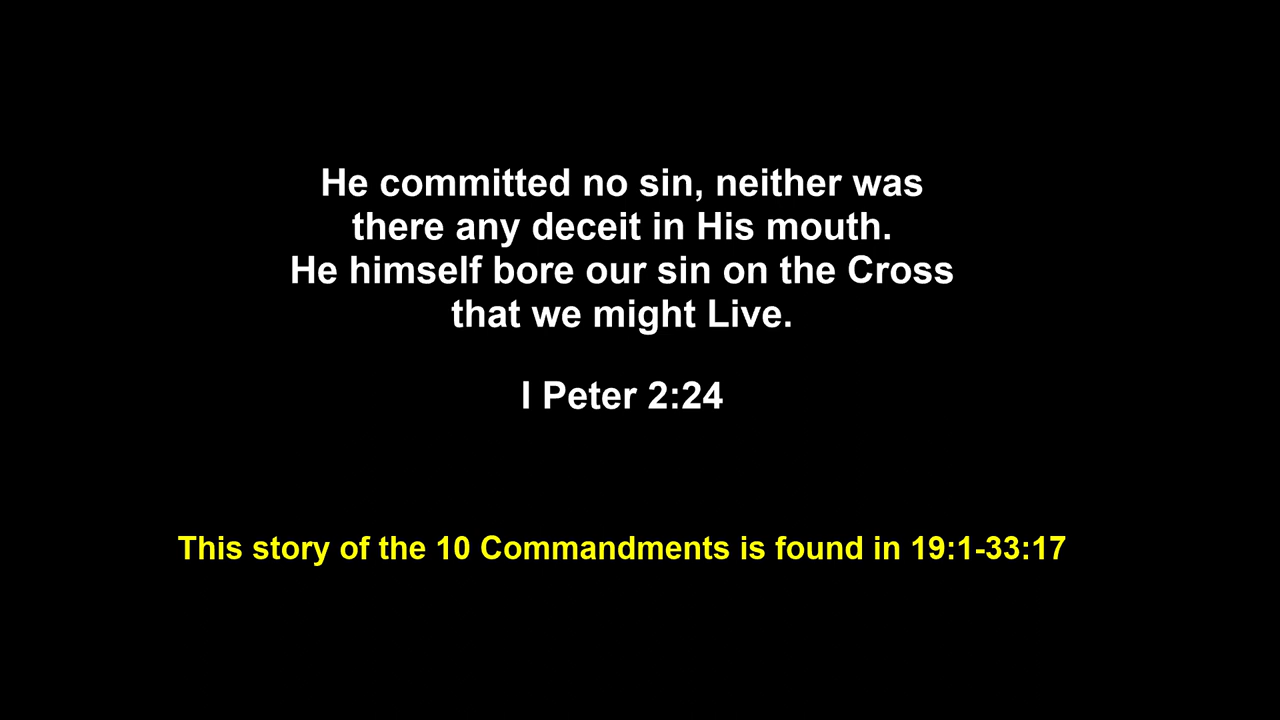 He committed no sin, neither was
there any deceit in His mouth.
He himself bore our sin on the Cross
that we might Live.
I Peter 2:24
This story of the 10 Commandments is found in 19:1-33:17